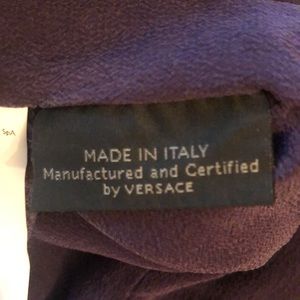 MADE IN ITALY
Manufactured and Certified
by VERSACE